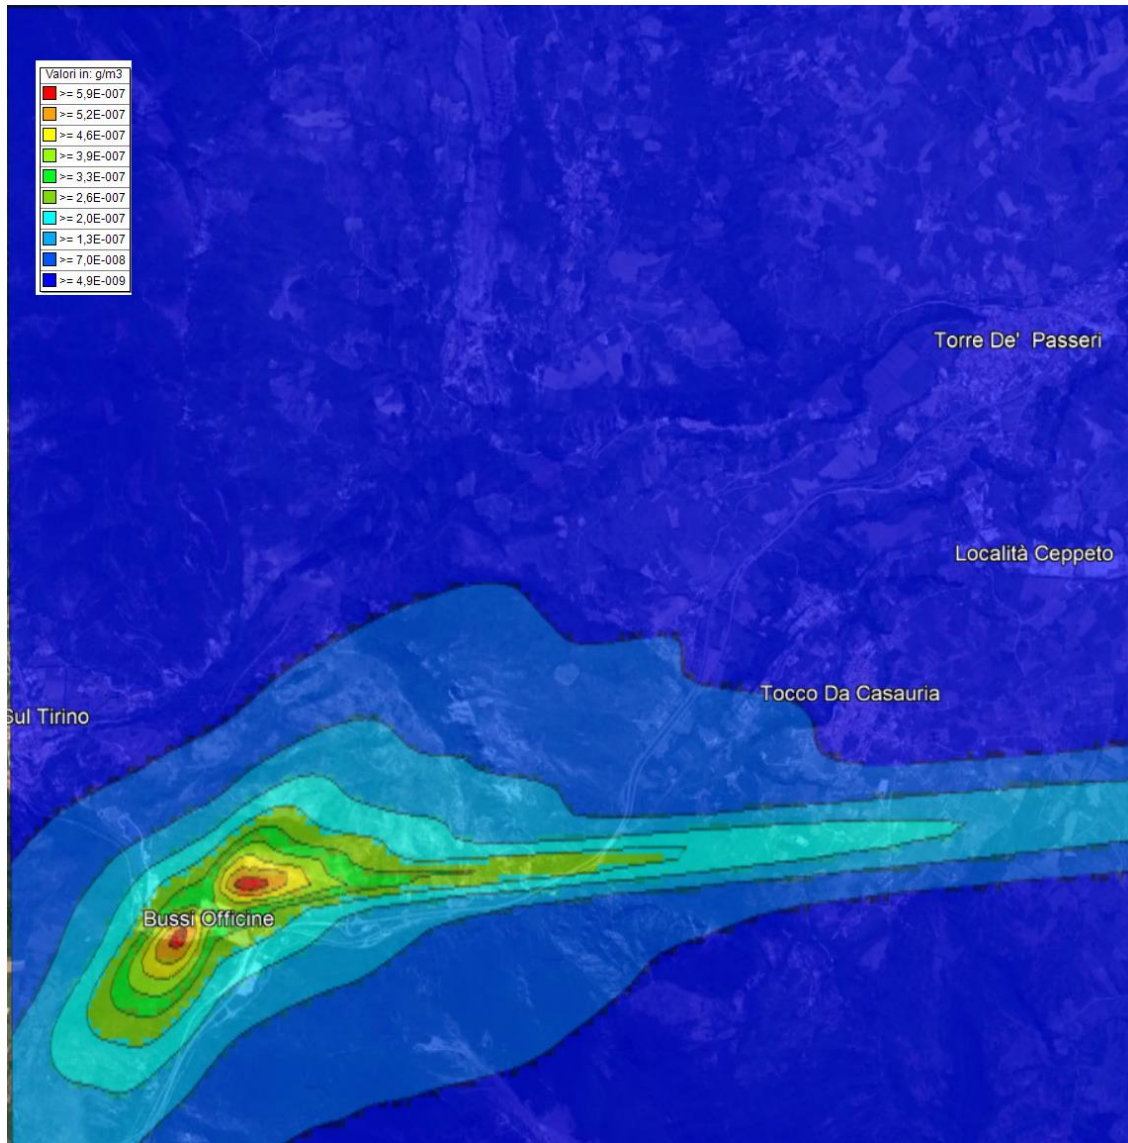 Valori in: g/m3
>= 5,9E-007
>= 5,2E-007
>= 4,6E-007
>= 3,9E-007
>= 3,3E-007
>= 2,6E-007
>= 2,0E-007
>= 1,3E-007
>= 7,0E-008
>= 4,9E-009
Torre De' Passeri
Località Ceppeto
Tocco Da Casauria
Sul Tirino
Bussi Officine